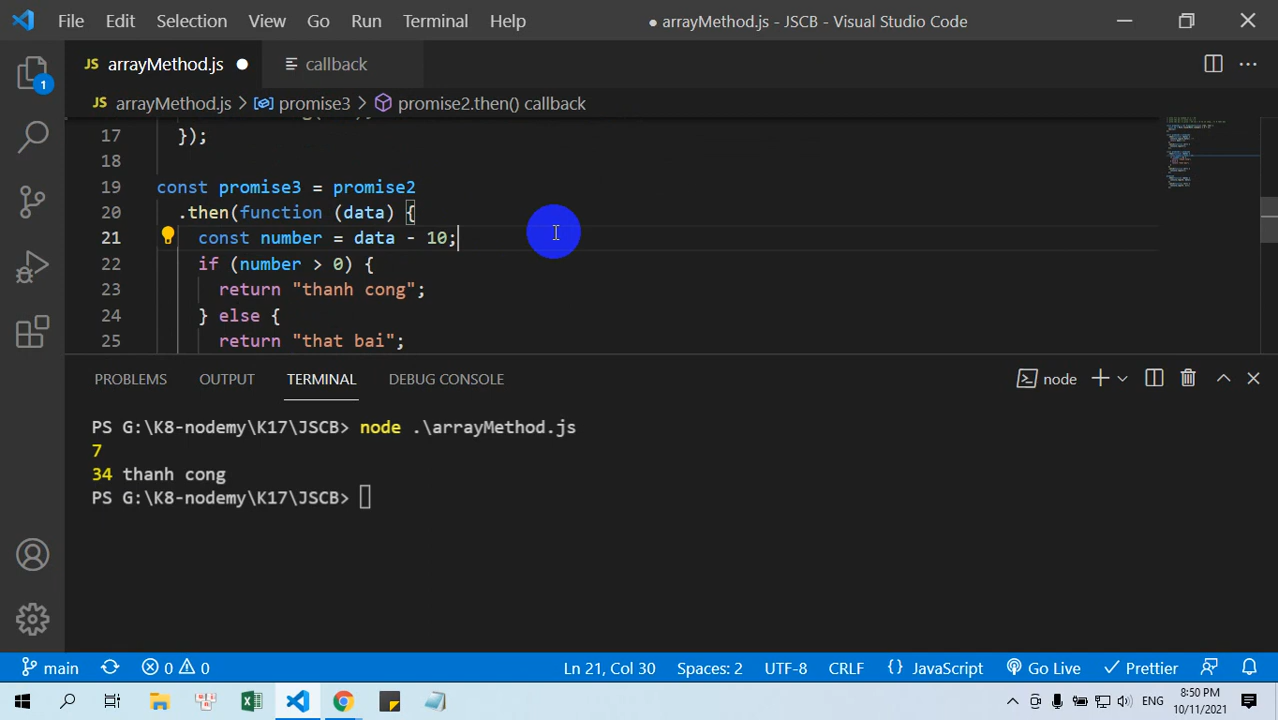 File Edit Selection View Go Run Terminal Help ● arrayMethod.js - JSCB - Visual Studio Code
JS arrayMethod.js ● callback
JS arrayMethod.js > promise3 > promise2.then() callback
17 });
18
19 const promise3 = promise2
20 .then(function (data) {
21 const number = data - 10;
22 if (number > 0) {
23 return "thanh cong";
24 } else {
25 return "that bai";
1
PROBLEMS OUTPUT TERMINAL DEBUG CONSOLE node
PS G:\K8-nodemy\K17\JSCB> node .\arrayMethod.js
7
34 thanh cong
PS G:\K8-nodemy\K17\JSCB>
main 0 0 Ln 21, Col 30 Spaces: 2 UTF-8 CRLF {} JavaScript Go Live Prettier
ENG 8:50 PM
10/11/2021